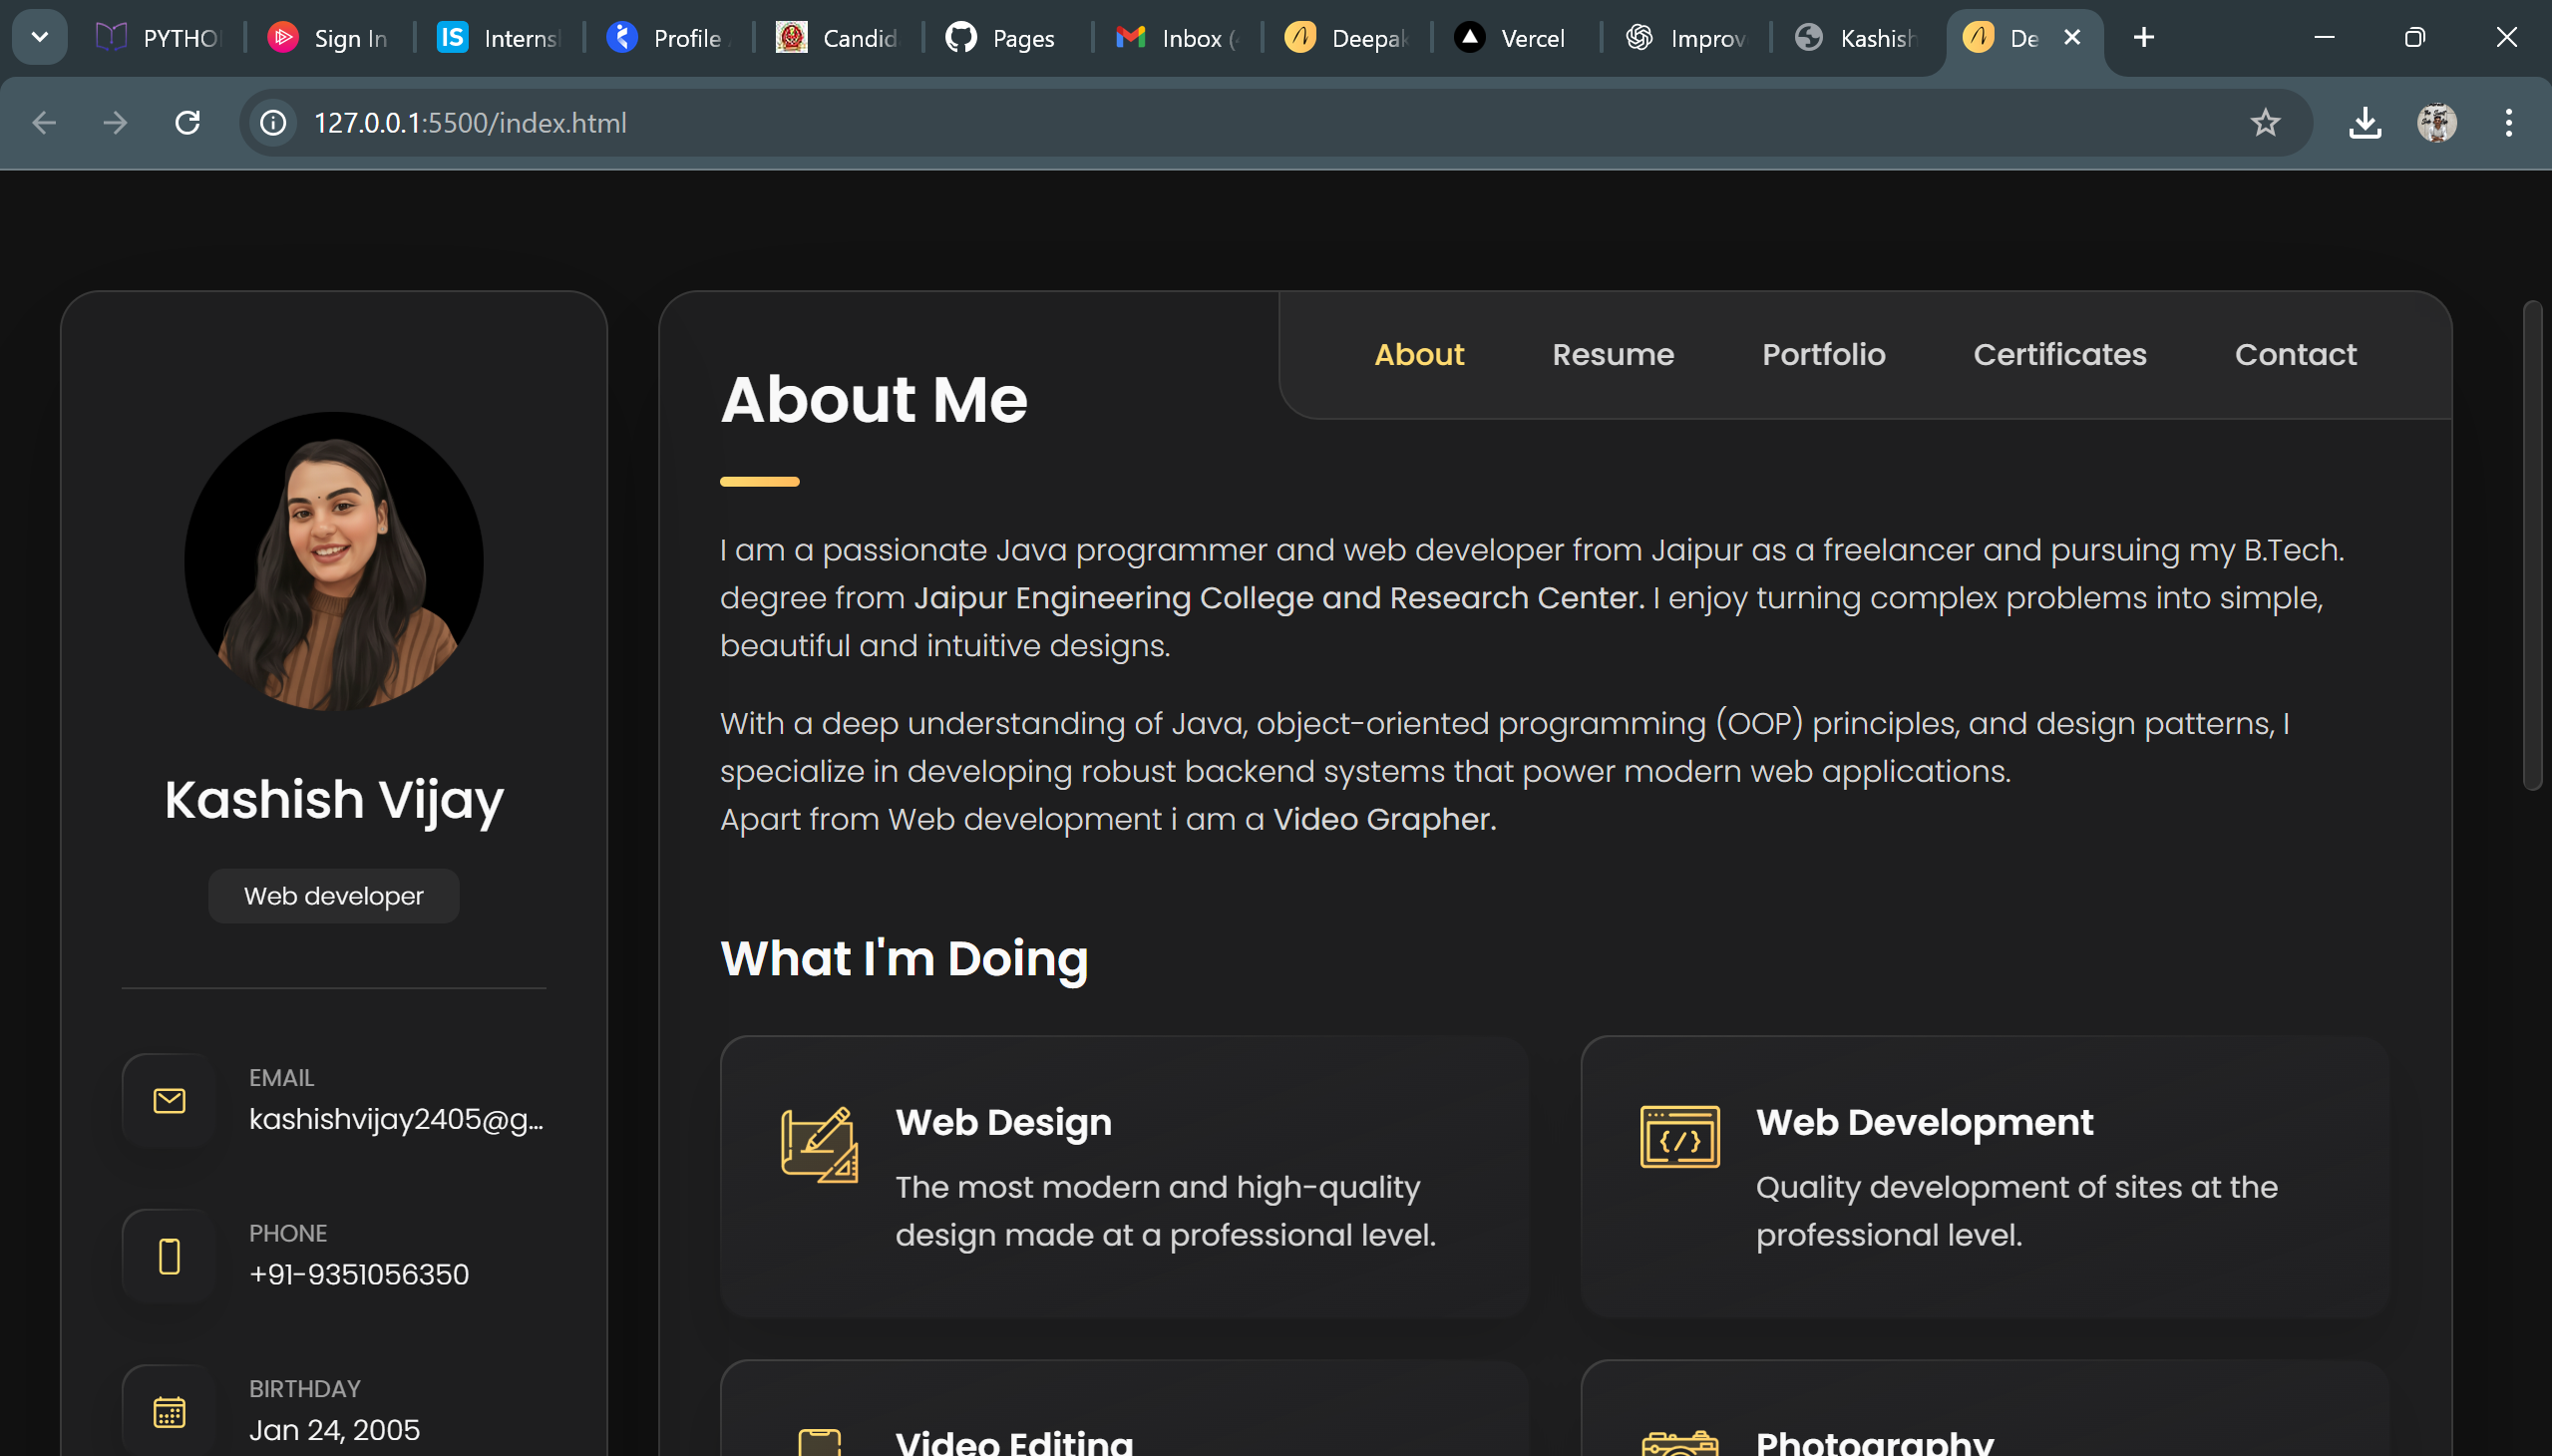 PYTHO
Sign In
IS
Interns
Profile
Candid
Pages
Inbox (
Deepak
Vercel
Improv
Kashish
De
127.0.0.1:5500/index.html
About
Resume
Portfolio
Certificates
Contact
Kashish Vijay
Web developer
EMAIL
kashishvijay2405@g...
PHONE
+91-9351056350
BIRTHDAY
Jan 24, 2005
About Me
I am a passionate Java programmer and web developer from Jaipur as a freelancer and pursuing my B.Tech.
degree from Jaipur Engineering College and Research Center. I enjoy turning complex problems into simple,
beautiful and intuitive designs.
With a deep understanding of Java, object-oriented programming (OOP) principles, and design patterns, I
specialize in developing robust backend systems that power modern web applications.
Apart from Web development i am a Video Grapher.
What I'm Doing
Web Design
The most modern and high-quality
design made at a professional level.
Web Development
Quality development of sites at the
professional level.
Video Editing
Photography